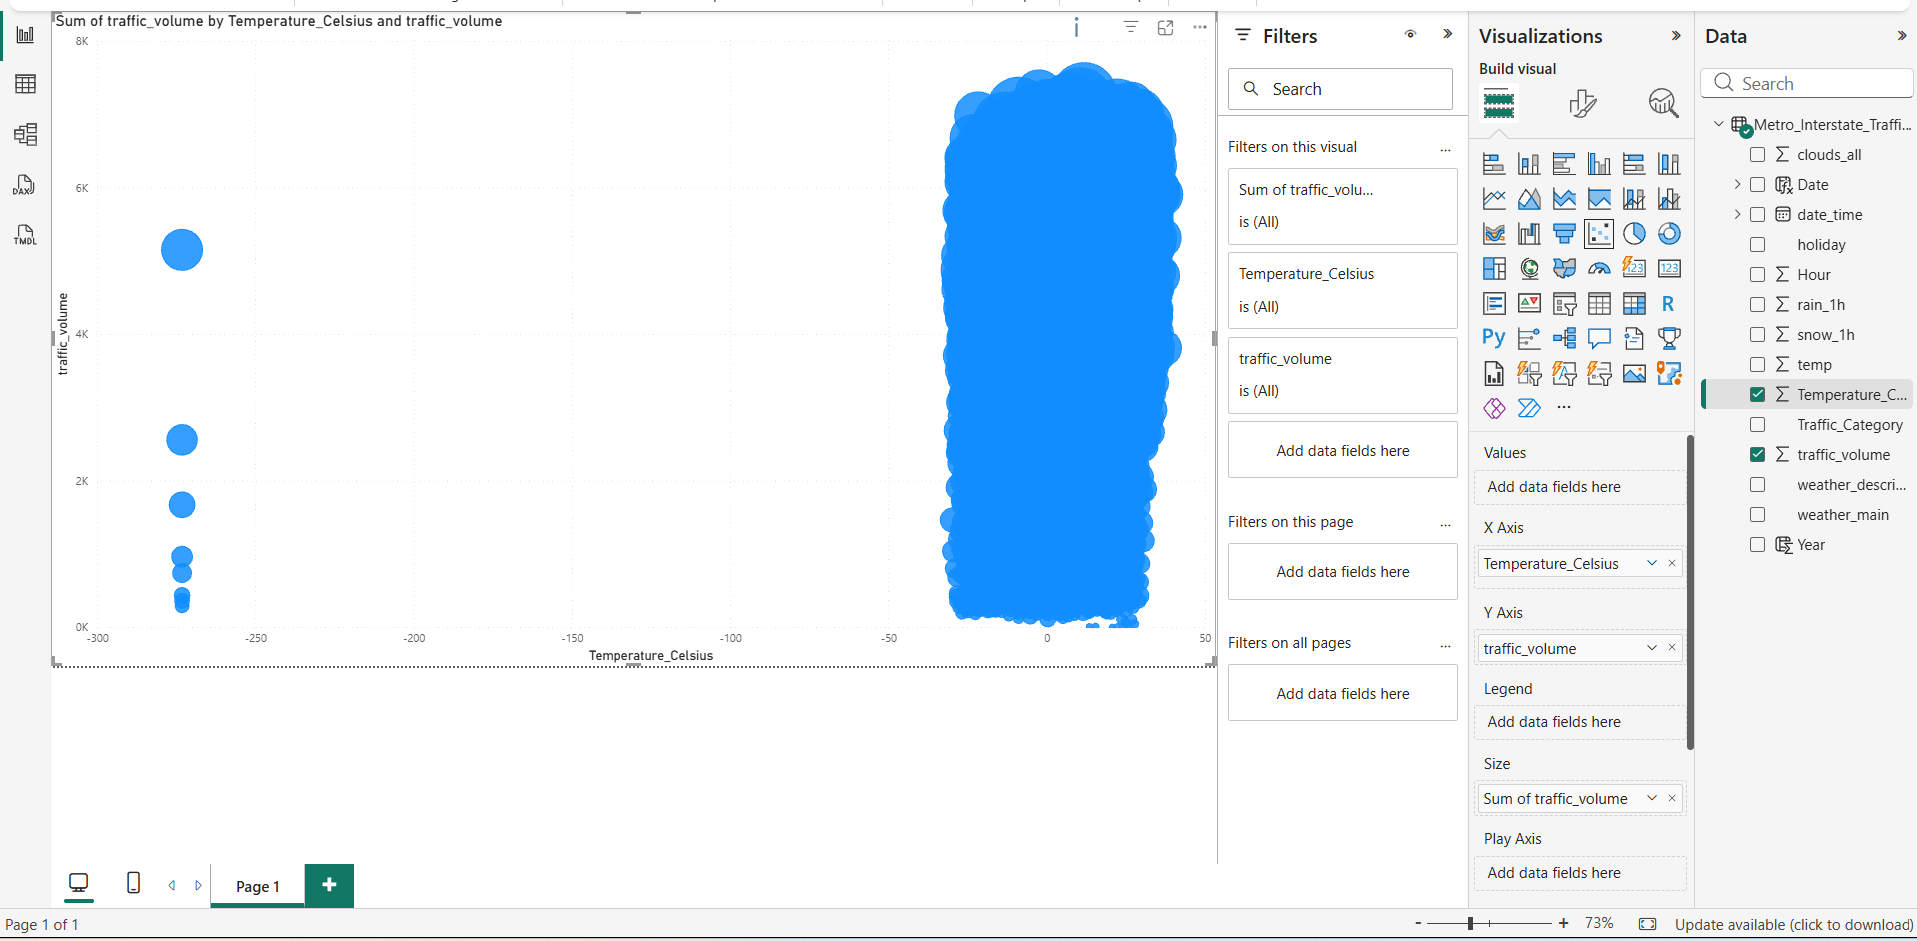 Sum of traffic_volume by Temperature_Celsius and traffic_volume
8K
6K
4K
2K
0K
traffic_volume
-300
-250
-200
-150
-100
-50
0
50
Temperature_Celsius
DAX
TMDL
Page 1
Page 1 of 1
Filters
Search
Filters on this visual
...
Sum of traffic_volu...
is (All)
Temperature_Celsius
is (All)
traffic_volume
is (All)
Add data fields here
Filters on this page
...
Add data fields here
Filters on all pages
...
Add data fields here
Visualizations
Build visual
123
123
R
Py
...
Values
Add data fields here
X Axis
Temperature_Celsius
Y Axis
traffic_volume
Legend
Add data fields here
Size
Sum of traffic_volume
Play Axis
Add data fields here
Data
Search
Metro_Interstate_Traffi...
clouds_all
Date
date_time
holiday
Hour
rain_1h
snow_1h
temp
Temperature_C...
Traffic_Category
traffic_volume
weather_descri...
weather_main
Year
- + 73%
Update available (click to download)